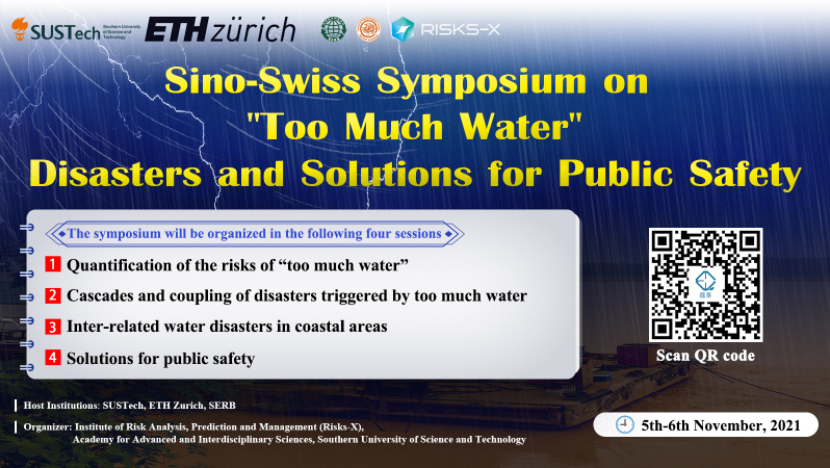 SUSTech Southern University of Science and Technology ETH zürich RISKS-X
Sino-Swiss Symposium on
"Too Much Water"
Disasters and Solutions for Public Safety
The symposium will be organized in the following four sessions
1 Quantification of the risks of “too much water”
2 Cascades and coupling of disasters triggered by too much water
3 Inter-related water disasters in coastal areas
4 Solutions for public safety
Scan QR code
Host Institutions: SUSTech, ETH Zurich, SERB
Organizer: Institute of Risk Analysis, Prediction and Management (Risks-X),
Academy for Advanced and Interdisciplinary Sciences, Southern University of Science and Technology
5th-6th November, 2021